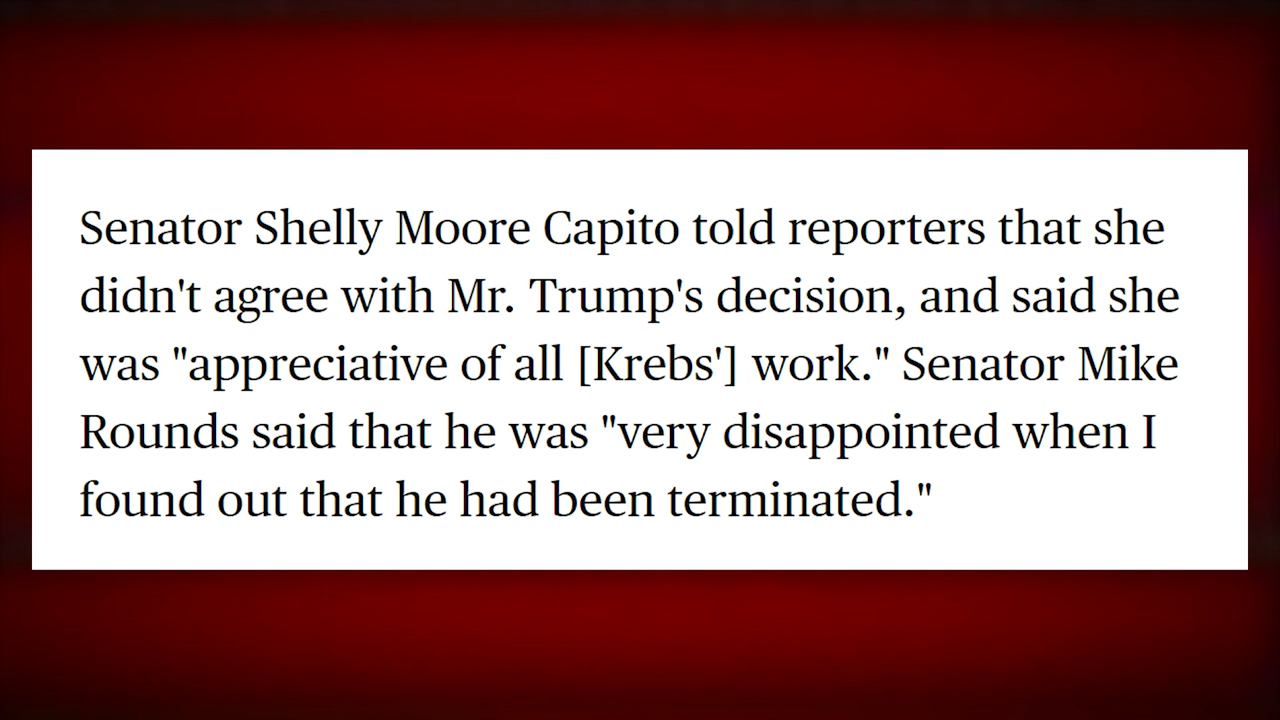 Senator Shelly Moore Capito told reporters that she
didn't agree with Mr. Trump's decision, and said she
was "appreciative of all [Krebs'] work." Senator Mike
Rounds said that he was "very disappointed when I
found out that he had been terminated."